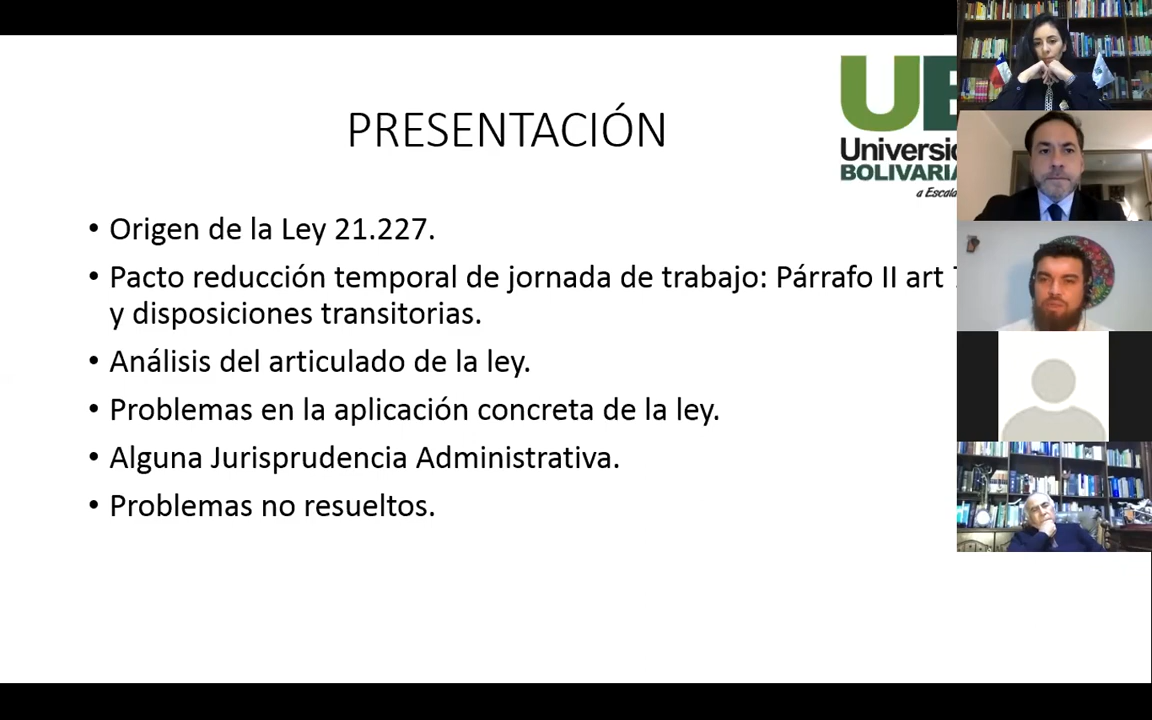 PRESENTACIÓN
BOLIVARI
a Escala
• Origen de la Ley 21.227.
• Pacto reducción temporal de jornada de trabajo: Párrafo II art
y disposiciones transitorias.
• Análisis del articulado de la ley.
• Problemas en la aplicación concreta de la ley.
• Alguna Jurisprudencia Administrativa.
• Problemas no resueltos.